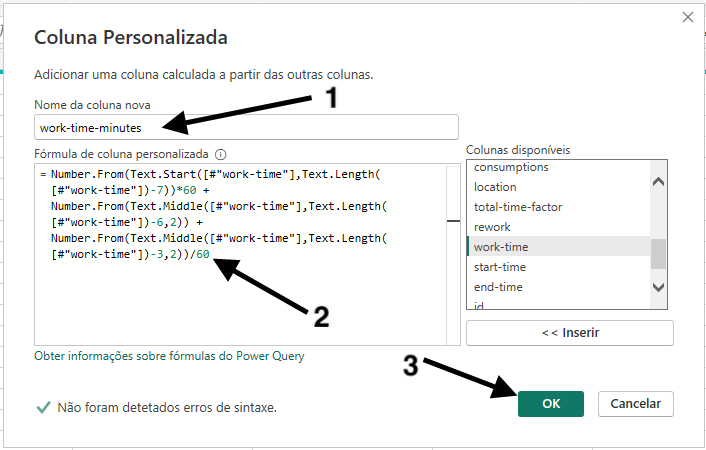 Coluna Personalizada
Adicionar uma coluna calculada a partir das outras colunas.
1
Nome da coluna nova
work-time-minutes
Fórmula de coluna personalizada
= Number.From(Text.Start([#"work-time"],Text.Length(
[#"work-time"])-7))*60 +
Number.From(Text.Middle([#"work-time"],Text.Length(
[#"work-time"])-6,2)) +
Number.From(Text.Middle([#"work-time"],Text.Length(
[#"work-time"])-3,2))/60
2
Colunas disponíveis
consumptions
location
total-time-factor
rework
work-time
start-time
end-time
id
<< Inserir
Obter informações sobre fórmulas do Power Query
3
Não foram detetados erros de sintaxe.
OK
Cancelar